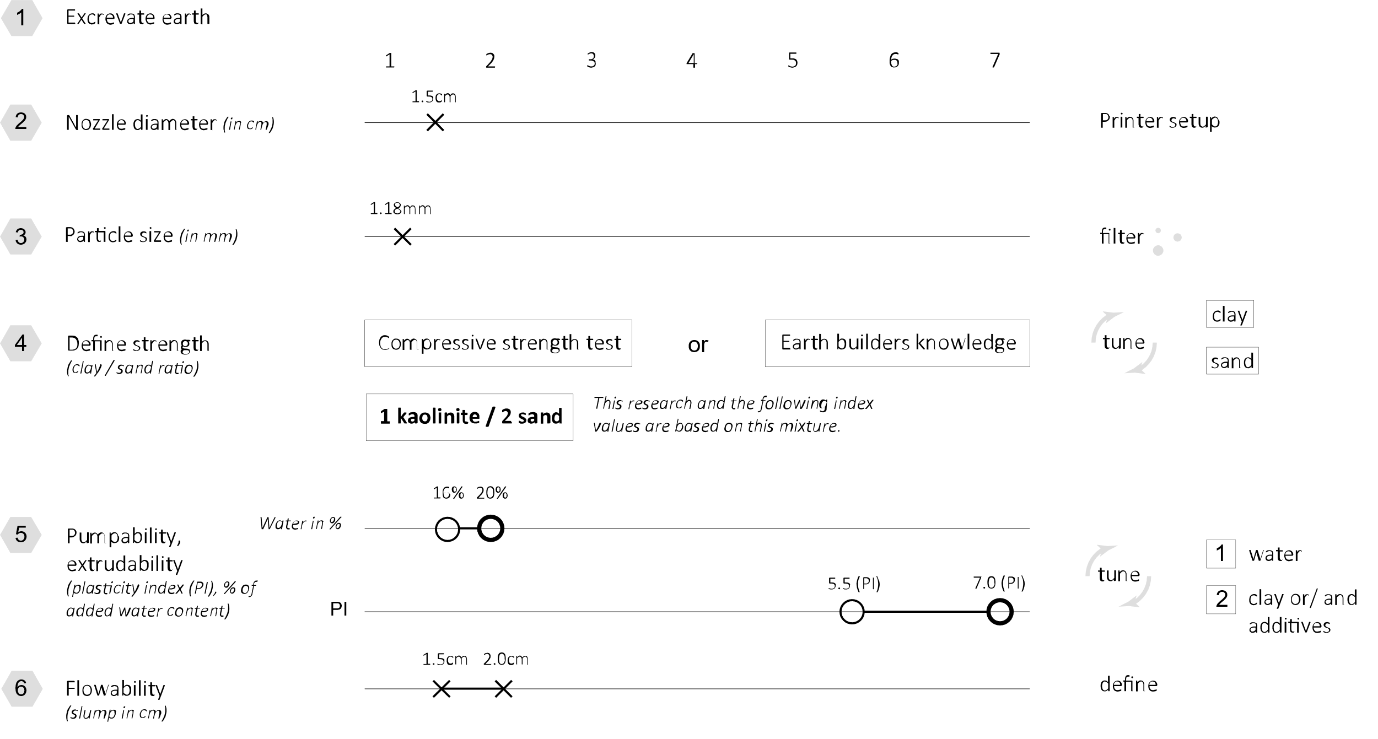 1 Excrevate earth
1 2 3 4 5 6 7
1.5cm
2 Nozzle diameter (in cm) Printer setup
1.18mm
3 Particle size (in mm) filter
4 Define strength
(clay / sand ratio)
Compressive strength test or Earth builders knowledge
tune
clay
sand
1 kaolinite / 2 sand
This research and the following index
values are based on this mixture.
5 Pumpability,
extrudability
(plasticity index (PI), % of
added water content)
Water in %
20%
PI
5.5 (PI) 7.0 (PI)
tune
1 water
2 clay or/ and
additives
1.5cm 2.0cm
6 Flowability
(slump in cm)
define